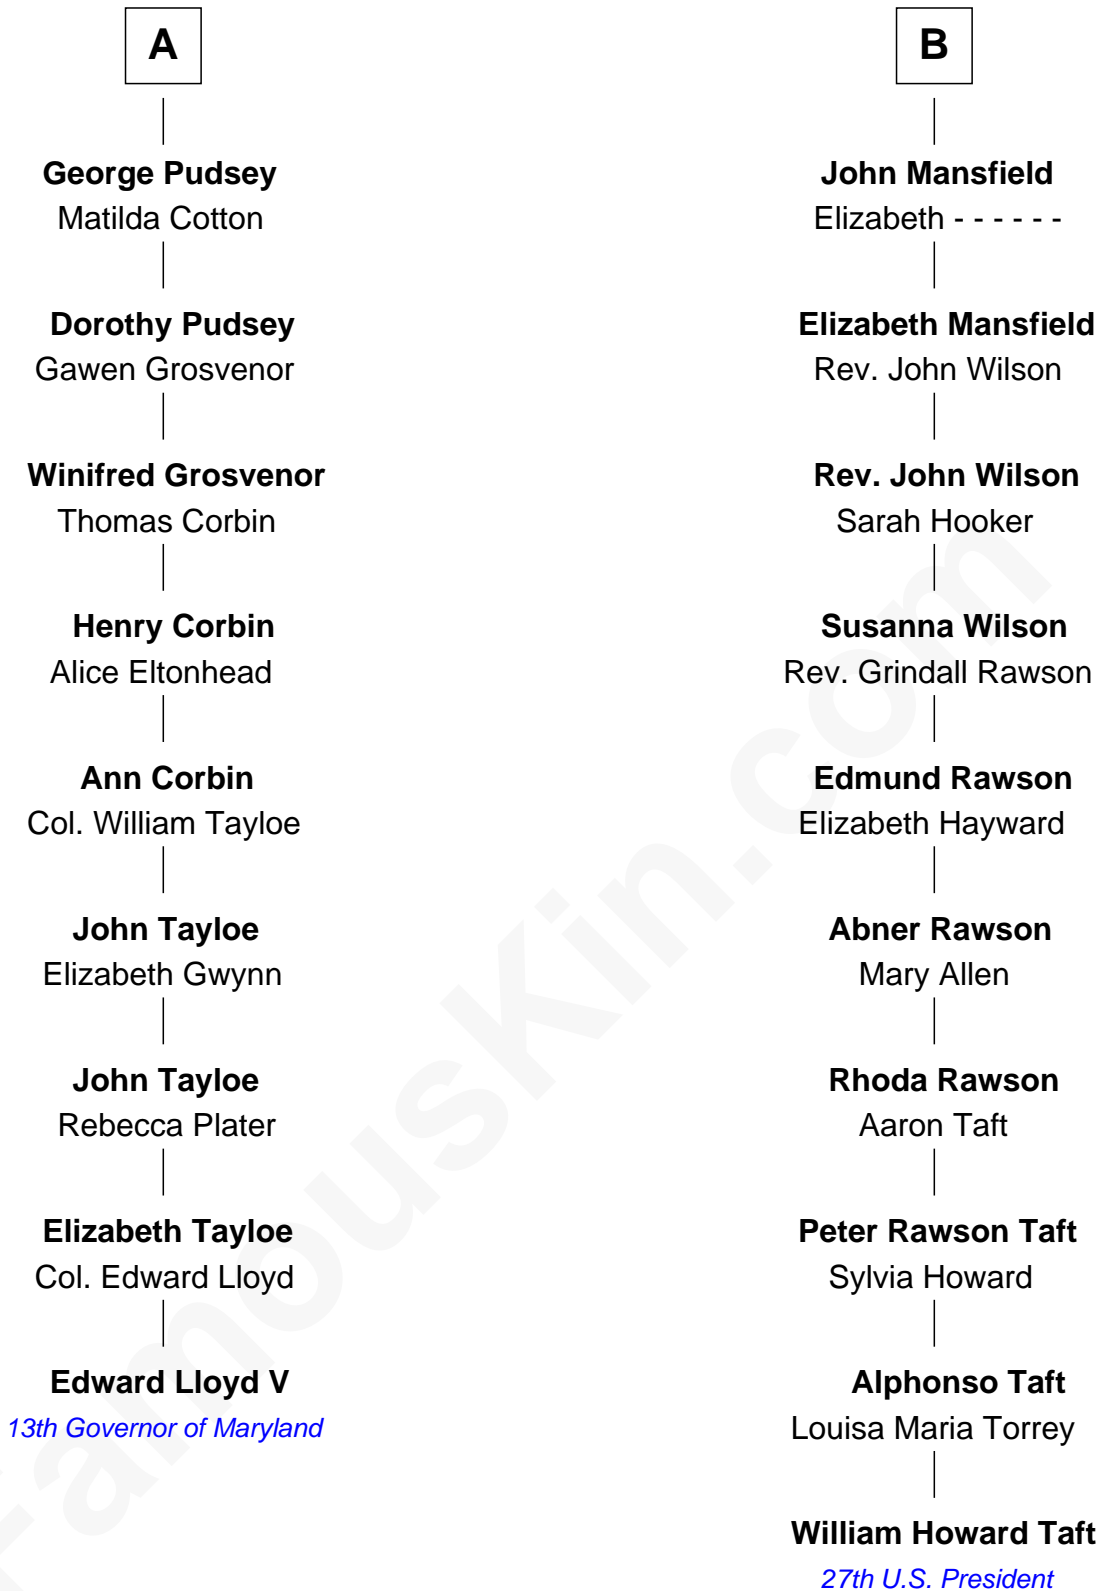 A
George Pudsey
Matilda Cotton
Dorothy Pudsey
Gawen Grosvenor
Winifred Grosvenor
Thomas Corbin
Henry Corbin
Alice Eltonhead
Ann Corbin
Col. William Tayloe
John Tayloe
Elizabeth Gwynn
John Tayloe
Rebecca Plater
Elizabeth Tayloe
Col. Edward Lloyd
Edward Lloyd V
13th Governor of Maryland
B
John Mansfield
Elizabeth - - - - - -
Elizabeth Mansfield
Rev. John Wilson
Rev. John Wilson
Sarah Hooker
Susanna Wilson
Rev. Grindall Rawson
Edmund Rawson
Elizabeth Hayward
Abner Rawson
Mary Allen
Rhoda Rawson
Aaron Taft
Peter Rawson Taft
Sylvia Howard
Alphonso Taft
Louisa Maria Torrey
William Howard Taft
27th U.S. President
FamousKin.com